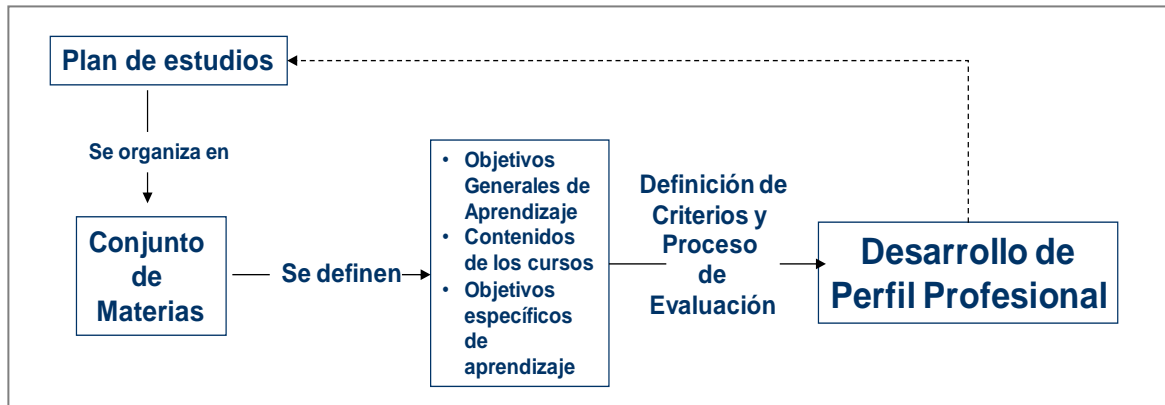 Plan de estudios
Se organiza en
Conjunto
de
Materias
Se definen
• Objetivos
Generales de
Aprendizaje
• Contenidos
de los cursos
• Objetivos
específicos
de
aprendizaje
Definición de
Criterios y
Proceso
de
Evaluación
Desarrollo de
Perfil Profesional